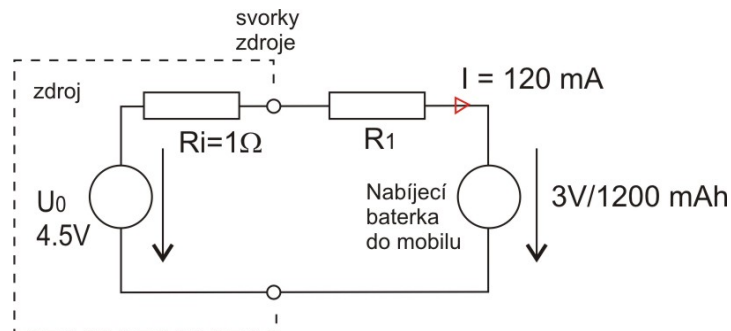 svorky
zdroje
zdroj
I = 120 mA
Ri=1Ω
R1
U0
4.5V
Nabíjecí
baterka
do mobilu
3V/1200 mAh